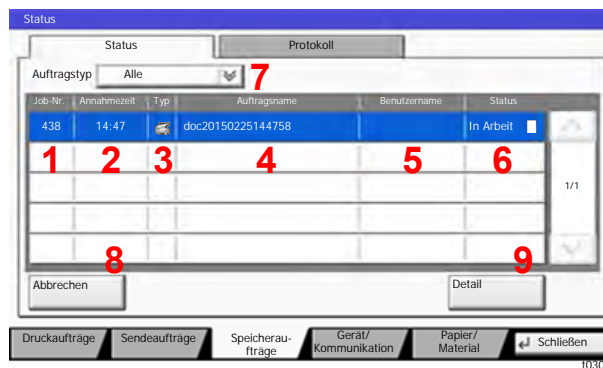 Status
Status Protokoll
Auftragstyp Alle 7
Job-Nr. Annahmezeit Typ Auftragsname Benutzername Status
438 14:47 doc20150225144758 In Arbeit
1 2 3 4 5 6
1/1
8 9
Abbrechen Detail
Druckaufträge Sendeaufträge Speicherau-
fträge Gerät/
Kommunikation Papier/
Material Schließen